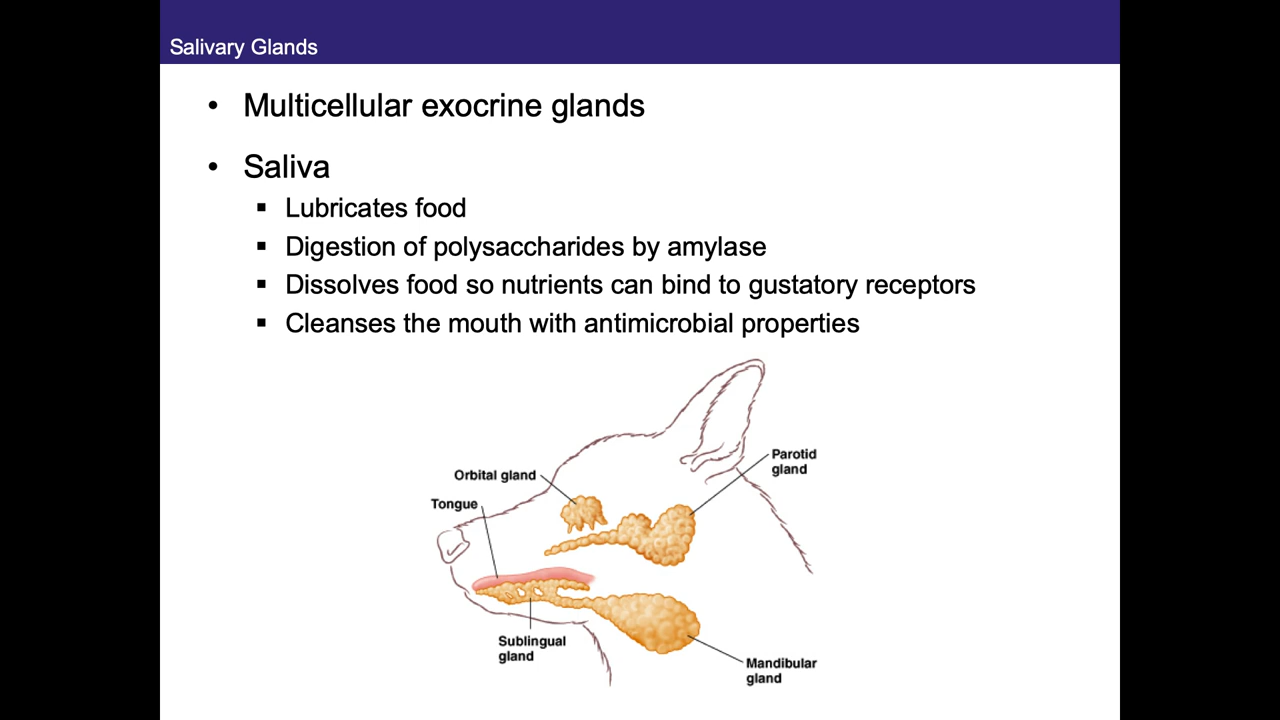 Salivary Glands
• Multicellular exocrine glands
• Saliva
▪ Lubricates food
▪ Digestion of polysaccharides by amylase
▪ Dissolves food so nutrients can bind to gustatory receptors
▪ Cleanses the mouth with antimicrobial properties
Parotid
gland
Orbital gland
Tongue
Sublingual
gland
Mandibular
gland